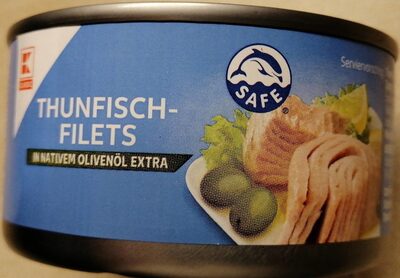 K
THUNFISCH-
FILETS
IN NATIVEM OLIVENÖL EXTRA
SAFE
®